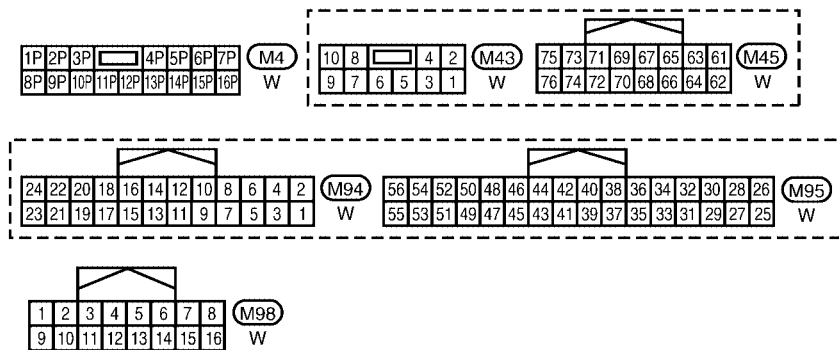 1P 2P 3P 4P 5P 6P 7P M4
8P 9P 10P 11P 12P 13P 14P 15P 16P W
10 8 4 2 M43
9 7 6 5 3 1 W
75 73 71 69 67 65 63 61 M45
76 74 72 70 68 66 64 62 W
24 22 20 18 16 14 12 10 8 6 4 2 M94
23 21 19 17 15 13 11 9 7 5 3 1 W
56 54 52 50 48 46 44 42 40 38 36 34 32 30 28 26 M95
55 53 51 49 47 45 43 41 39 37 35 33 31 29 27 25 W
1 2 3 4 5 6 7 8 M98
9 10 11 12 13 14 15 16 W